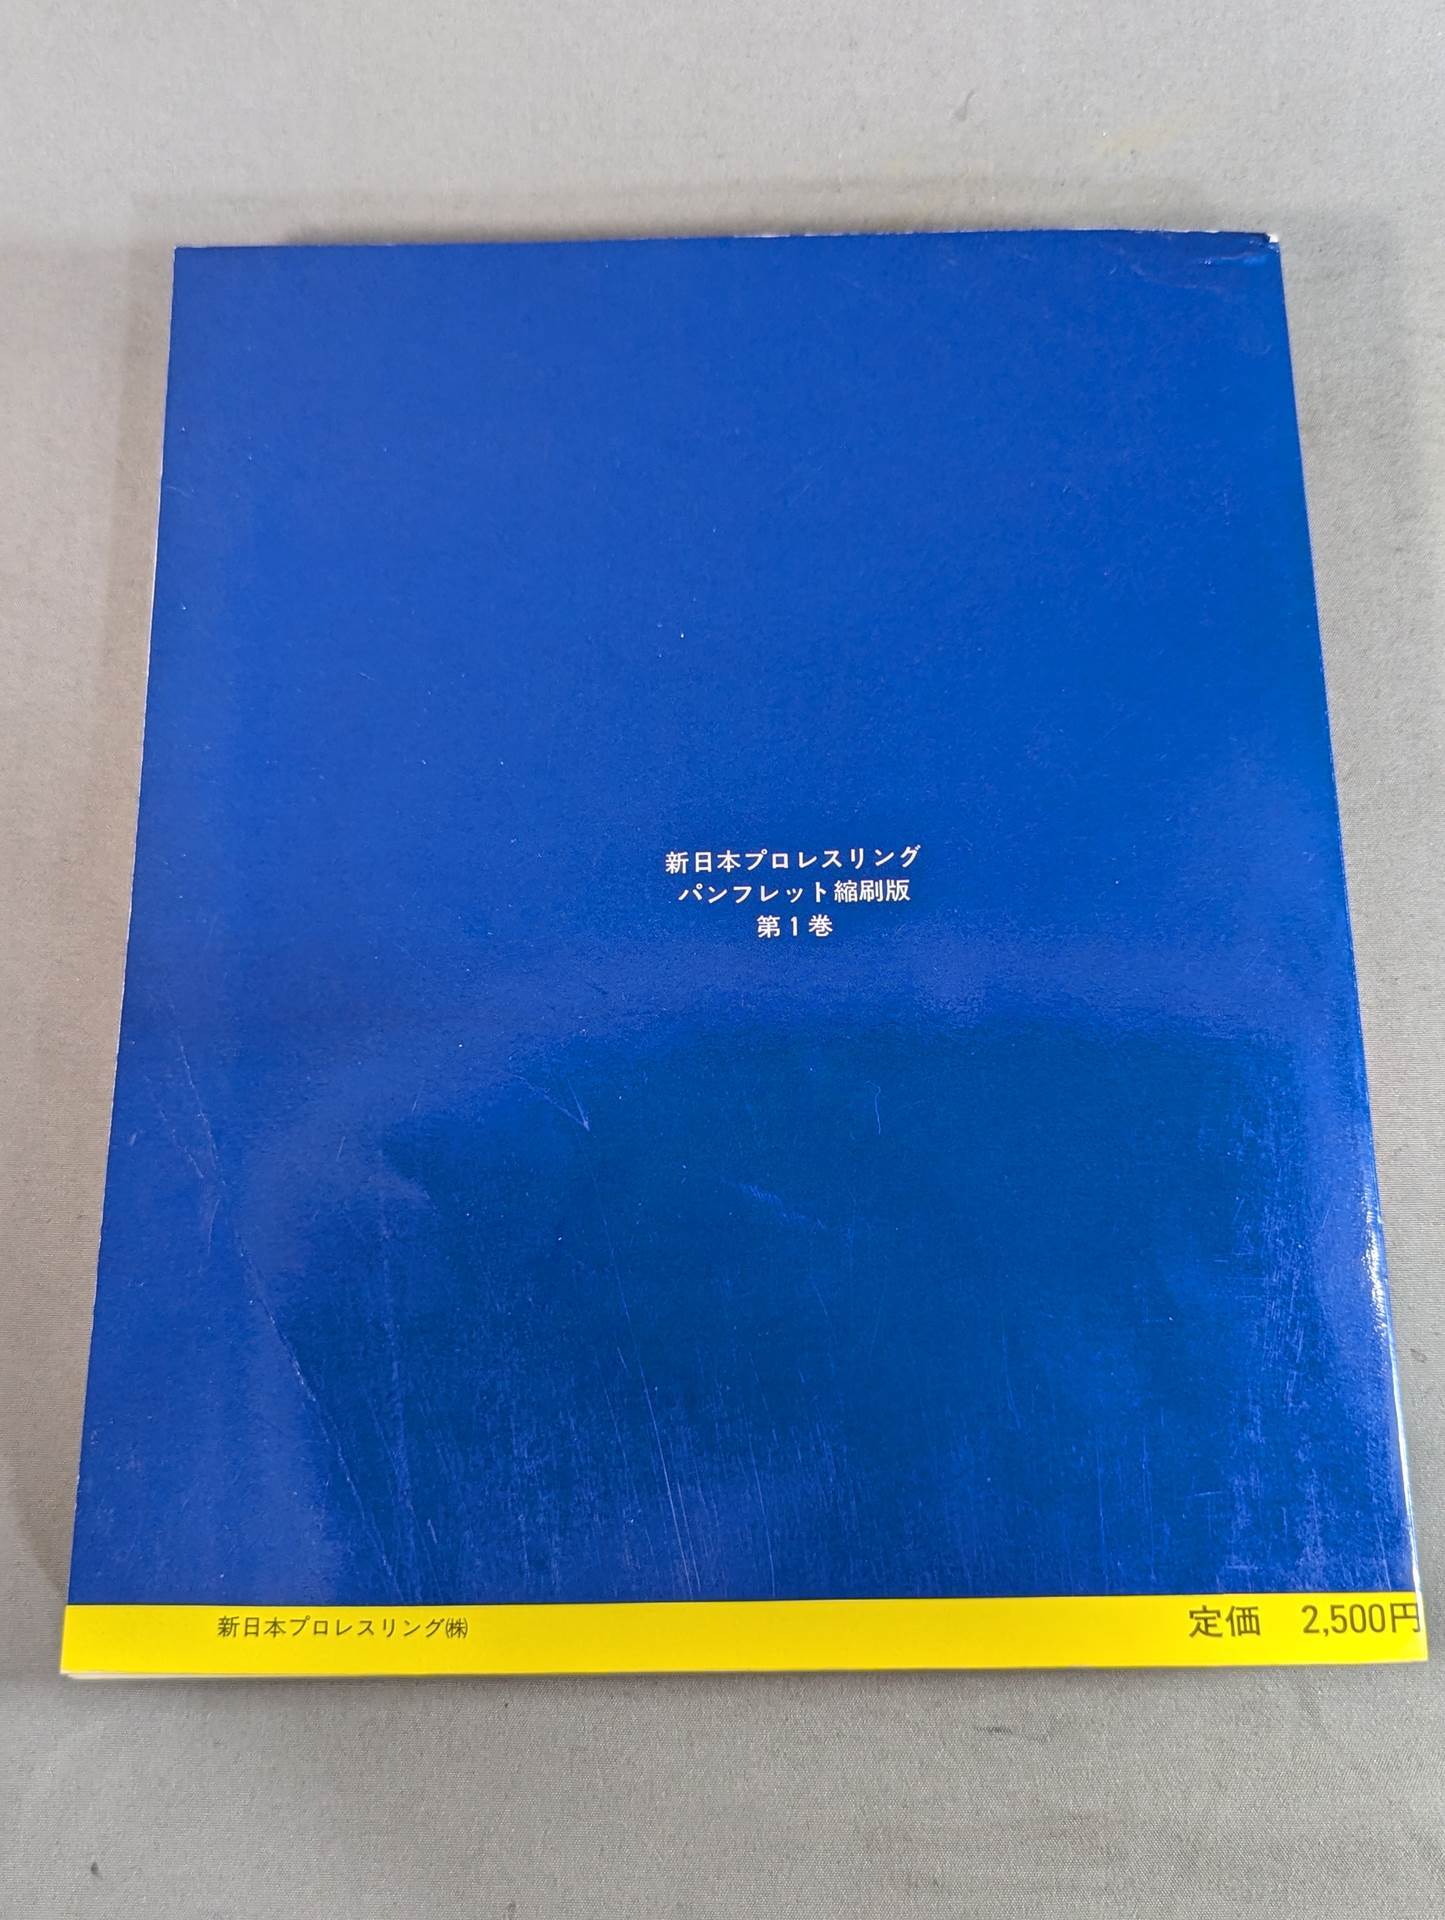 新日本プロレスリング
パンフレット縮刷版
第1巻
新日本プロレスリング㈱
定価　2,500円